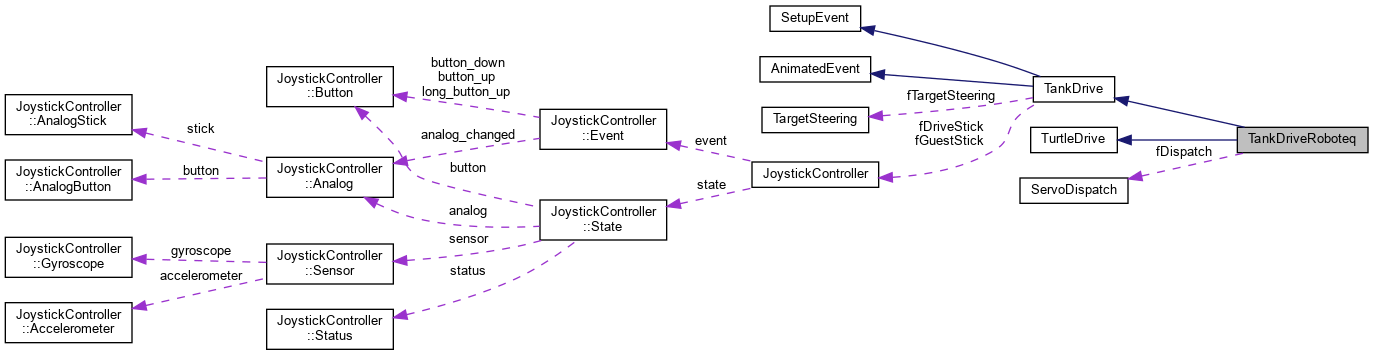 SetupEvent
AnimatedEvent
TargetSteering
TankDrive
TurtleDrive
ServoDispatch
TankDriveRoboteq
fTargetSteering
fDriveStick
fGuestStick
fDispatch
JoystickController
event
state
JoystickController
::Event
JoystickController
::State
button_down
button_up
long_button_up
analog_changed
button
analog
sensor
status
JoystickController
::Button
JoystickController
::Analog
JoystickController
::Sensor
JoystickController
::Status
stick
button
gyroscope
accelerometer
JoystickController
::AnalogStick
JoystickController
::AnalogButton
JoystickController
::Gyroscope
JoystickController
::Accelerometer